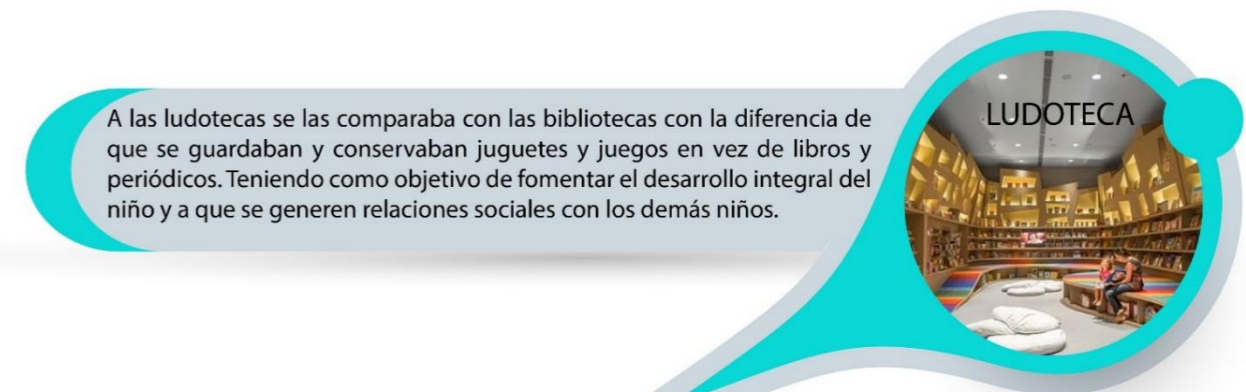 A las ludotecas se las comparaba con las bibliotecas con la diferencia de
que se guardaban y conservaban juguetes y juegos en vez de libros y
periódicos. Teniendo como objetivo de fomentar el desarrollo integral del
niño y a que se generen relaciones sociales con los demás niños.
LUDOTECA